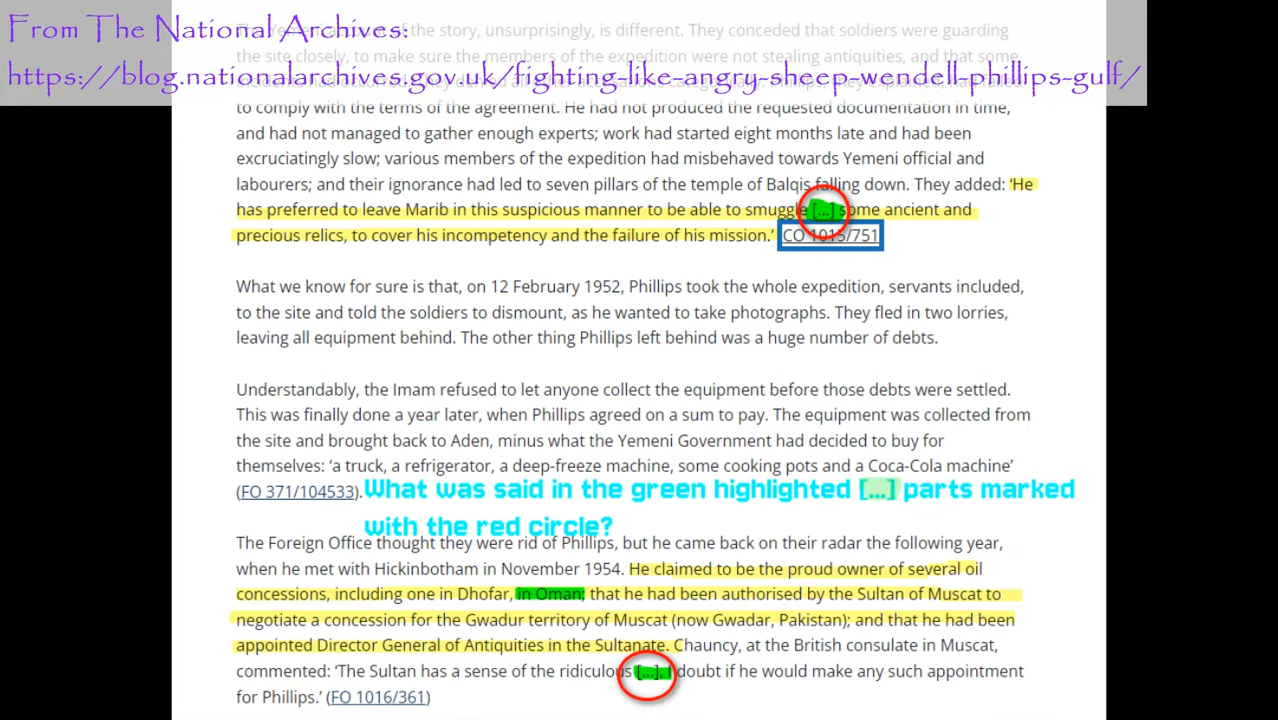 From The National Archives:
https://blog.nationalarchives.gov.uk/fighting-like-angry-sheep-wendell-phillips-gulf/
of the story, unsurprisingly, is different. They conceded that soldiers were guarding
the site closely, to make sure the members of the expedition were not stealing antiquities, and that some
to comply with the terms of the agreement. He had not produced the requested documentation in time,
and had not managed to gather enough experts; work had started eight months late and had been
excruciatingly slow; various members of the expedition had misbehaved towards Yemeni official and
labourers; and their ignorance had led to seven pillars of the temple of Balqis falling down. They added: ‘He
has preferred to leave Marib in this suspicious manner to be able to smuggle […] some ancient and
precious relics, to cover his incompetency and the failure of his mission.’ CO 1015/751
What we know for sure is that, on 12 February 1952, Phillips took the whole expedition, servants included,
to the site and told the soldiers to dismount, as he wanted to take photographs. They fled in two lorries,
leaving all equipment behind. The other thing Phillips left behind was a huge number of debts.
Understandably, the Imam refused to let anyone collect the equipment before those debts were settled.
This was finally done a year later, when Phillips agreed on a sum to pay. The equipment was collected from
the site and brought back to Aden, minus what the Yemeni Government had decided to buy for
themselves: ‘a truck, a refrigerator, a deep-freeze machine, some cooking pots and a Coca-Cola machine’
(FO 371/104533).
What was said in the green highlighted […] parts marked
with the red circle?
The Foreign Office thought they were rid of Phillips, but he came back on their radar the following year,
when he met with Hickinbotham in November 1954. He claimed to be the proud owner of several oil
concessions, including one in Dhofar, in Oman; that he had been authorised by the Sultan of Muscat to
negotiate a concession for the Gwadur territory of Muscat (now Gwadar, Pakistan); and that he had been
appointed Director General of Antiquities in the Sultanate. Chauncy, at the British consulate in Muscat,
commented: ‘The Sultan has a sense of the ridiculous […], I doubt if he would make any such appointment
for Phillips.’ (FO 1016/361)